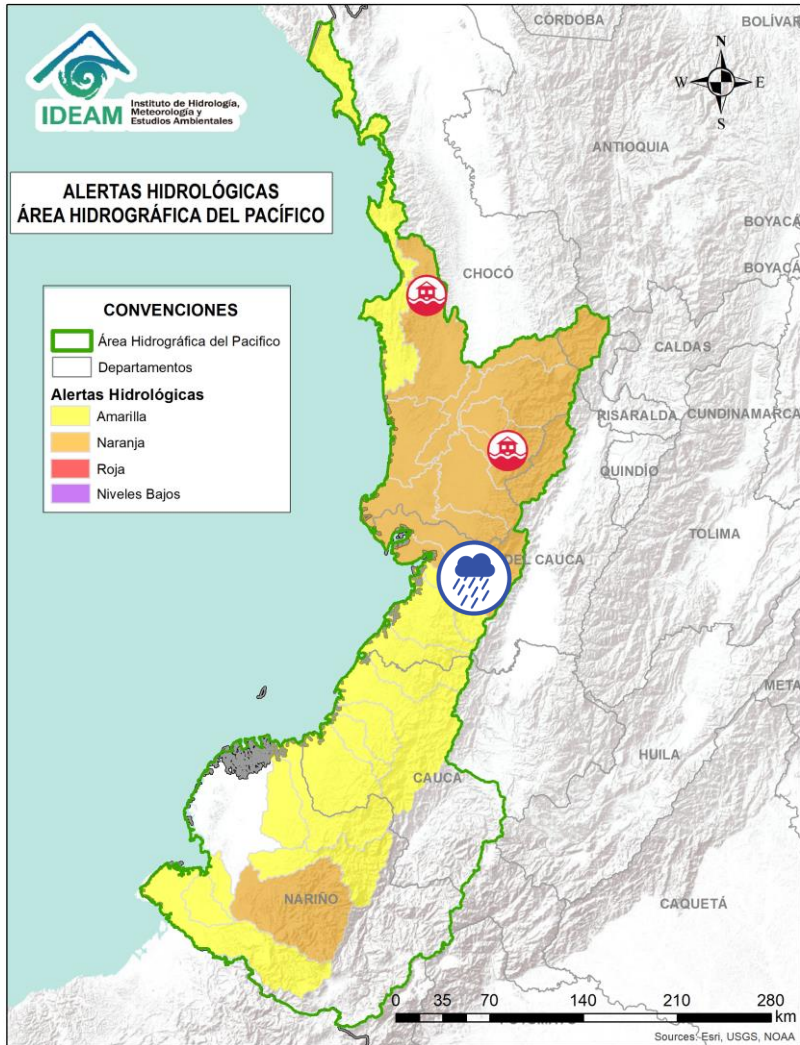 CÓRDOBA
BOLÍVAR
N
W
E
S
IDEAM
Instituto de Hidrología,
Meteorología y
Estudios Ambientales
ANTIOQUIA
ALERTAS HIDROLÓGICAS
ÁREA HIDROGRÁFICA DEL PACÍFICO
BOYACÁ
BOYACÁ
CHOCÓ
CONVENCIONES
Área Hidrográfica del Pacifico
Departamentos
Alertas Hidrológicas
Amarilla
Naranja
Roja
Niveles Bajos
CALDAS
RISARALDA
CUNDINAMARCA
QUINDÍO
TOLIMA
DEL CAUCA
META
HUILA
CAUCA
NARIÑO
CAQUETÁ
0 35 70 140 210 280
km
Sources: Esri, USGS, NOAA